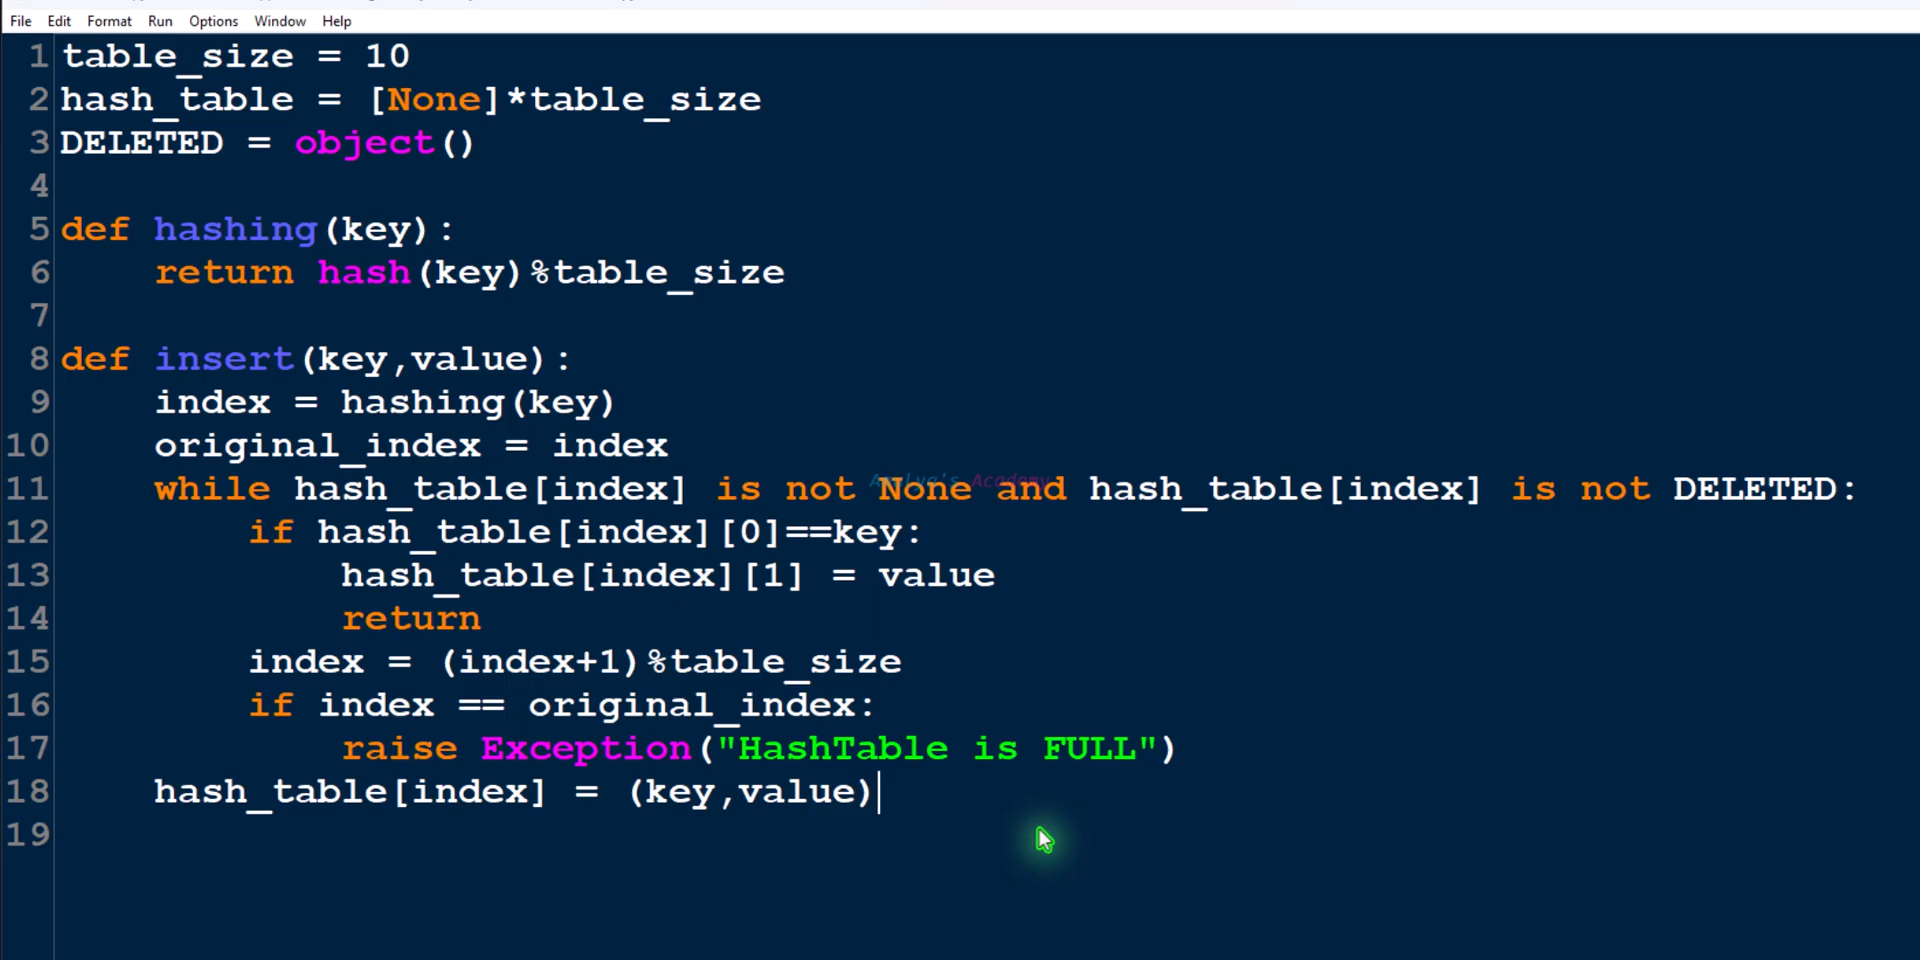 File Edit Format Run Options Window Help
1 table_size = 10
2 hash_table = [None]*table_size
3 DELETED = object()
4
5 def hashing(key):
6     return hash(key)%table_size
7
8 def insert(key,value):
9     index = hashing(key)
10     original_index = index
11     while hash_table[index] is not None and hash_table[index] is not DELETED:
12         if hash_table[index][0]==key:
13             hash_table[index][1] = value
14             return
15         index = (index+1)%table_size
16         if index == original_index:
17             raise Exception("HashTable is FULL")
18     hash_table[index] = (key,value)
19
Academy